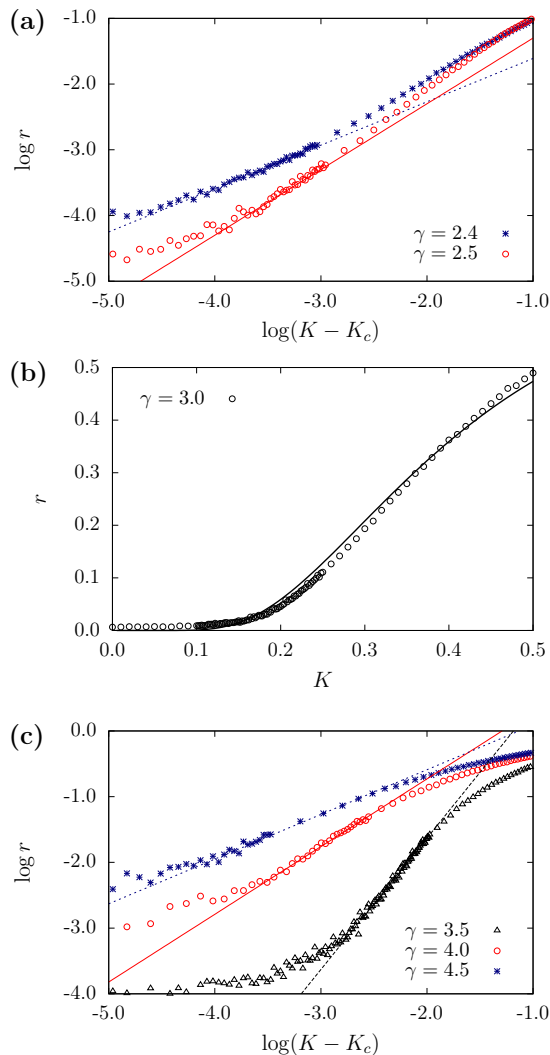 (a)
-1.0
-2.0
-3.0
-4.0
-5.0
log r
γ = 2.4
γ = 2.5
-5.0 -4.0 -3.0 -2.0 -1.0
log(K − K_c)
(b)
0.5
0.4
0.3
0.2
0.1
0.0
r
γ = 3.0
0.0 0.1 0.2 0.3 0.4 0.5
K
(c)
0.0
-1.0
-2.0
-3.0
-4.0
log r
γ = 3.5
γ = 4.0
γ = 4.5
-5.0 -4.0 -3.0 -2.0 -1.0
log(K − K_c)